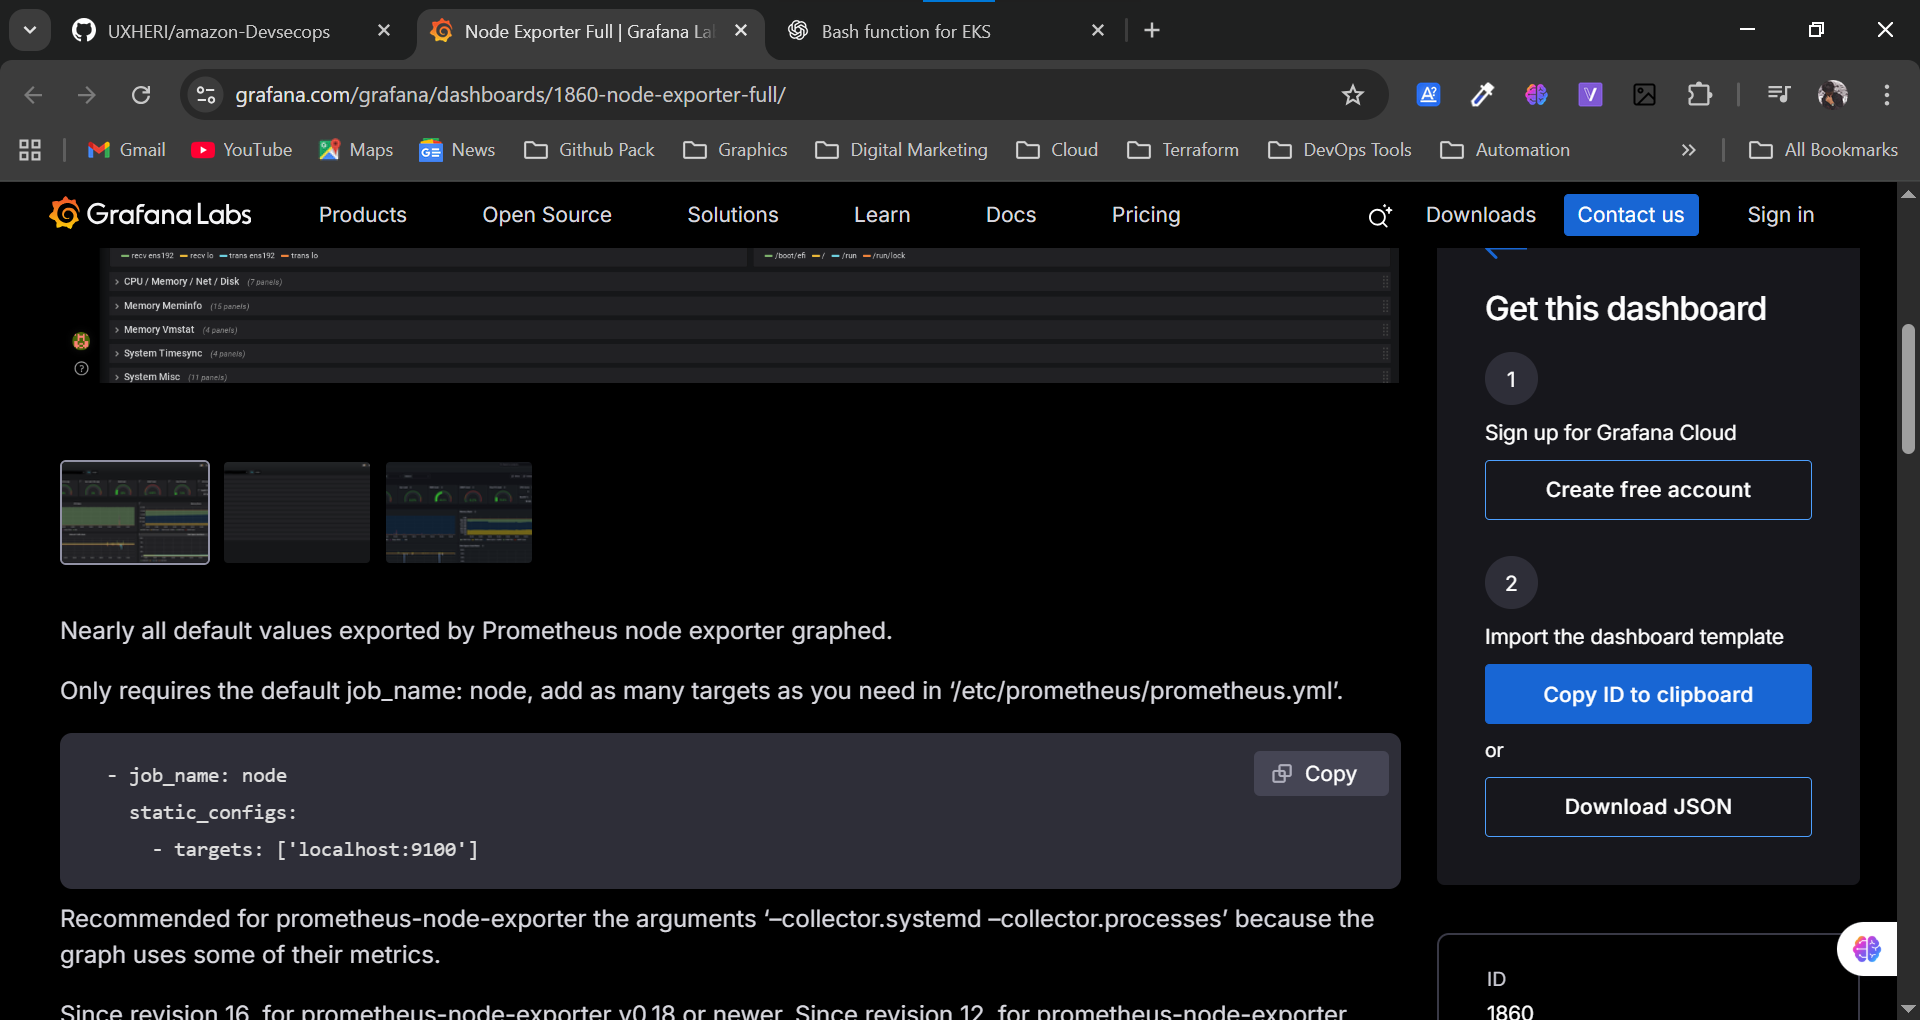 UXHERI/amazon-Devsecops
Node Exporter Full | Grafana La
Bash function for EKS
grafana.com/grafana/dashboards/1860-node-exporter-full/
Gmail
YouTube
Maps
News
Github Pack
Graphics
Digital Marketing
Cloud
Terraform
DevOps Tools
Automation
All Bookmarks
Grafana Labs
Products
Open Source
Solutions
Learn
Docs
Pricing
Downloads
Contact us
Sign in
recv ens192 recv lo trans ens192 trans lo
/boot/efi / /run /run/lock
CPU / Memory / Net / Disk (7 panels)
Memory Meminfo (15 panels)
Memory Vmstat (4 panels)
System Timesync (4 panels)
System Misc (11 panels)
Nearly all default values exported by Prometheus node exporter graphed.
Only requires the default job_name: node, add as many targets as you need in ‘/etc/prometheus/prometheus.yml’.
- job_name: node
static_configs:
- targets: ['localhost:9100']
Copy
Recommended for prometheus-node-exporter the arguments ‘–collector.systemd –collector.processes’ because the
graph uses some of their metrics.
Since revision 16, for prometheus-node-exporter v0.18 or newer. Since revision 12, for prometheus-node-exporter
Get this dashboard
1
Sign up for Grafana Cloud
Create free account
2
Import the dashboard template
Copy ID to clipboard
or
Download JSON
ID
1860